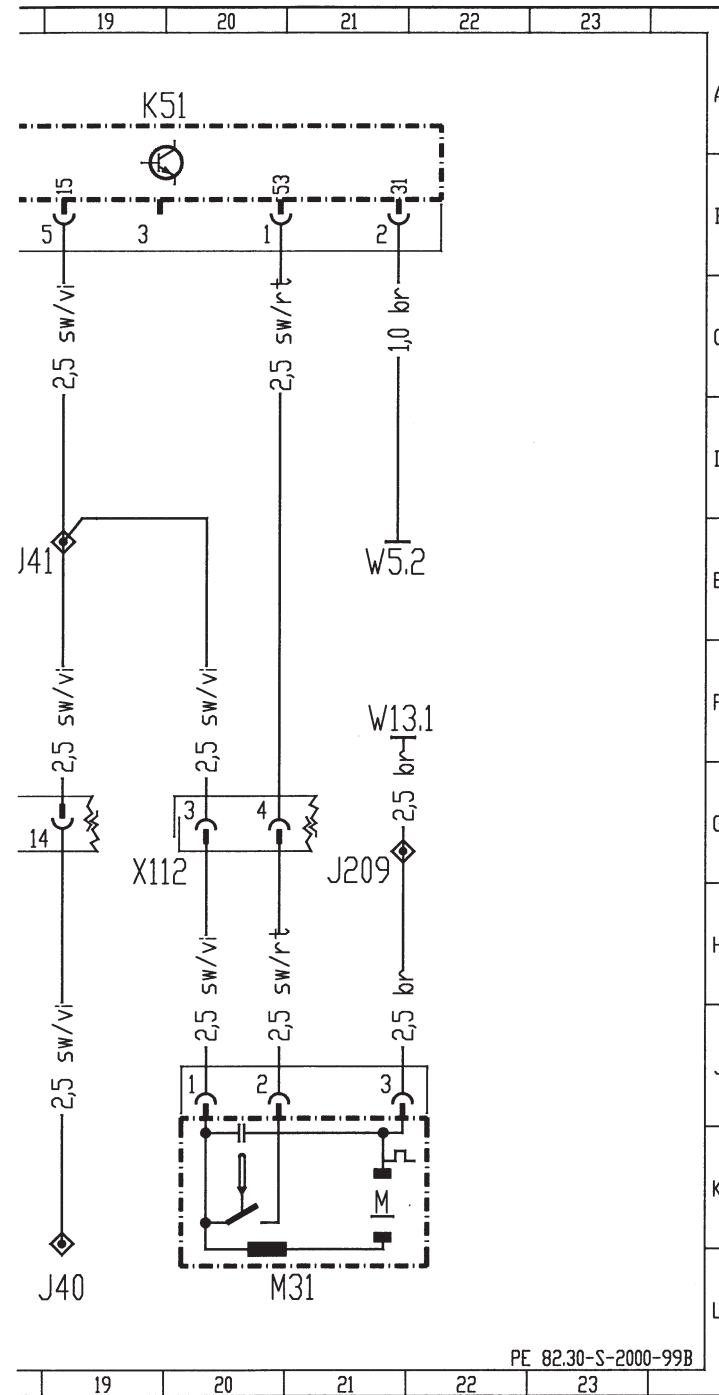 19 20 21 22 23
A
K51
15 53 31
5 3 1 2
2,5 sw/vi
2,5 sw/rt
1,0 br
J41
W5.2
2,5 sw/vi
2,5 sw/vi
W13.1
2,5 br
14
3 4
X112
J209
H
2,5 sw/vi
2,5 sw/vi
2,5 sw/rt
2,5 br
1 2 3
K
M
J40
M31
L
PE 82.30-S-2000-99B
19 20 21 22 23